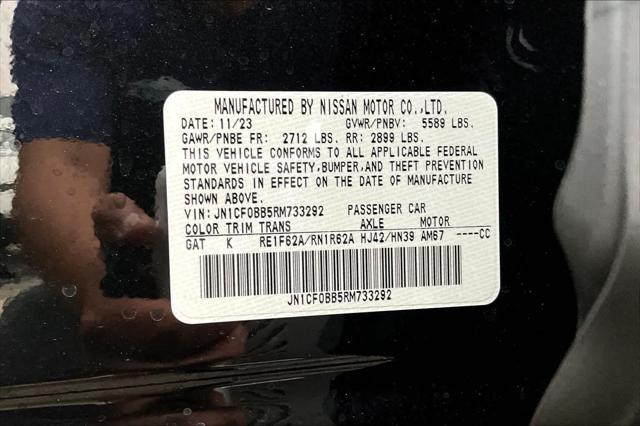 MANUFACTURED BY NISSAN MOTOR CO.,LTD.
DATE: 11/23 GVWR/PNBV: 5589 LBS.
GAWR/PNBE FR: 2712 LBS. RR: 2899 LBS.
THIS VEHICLE CONFORMS TO ALL APPLICABLE FEDERAL
MOTOR VEHICLE SAFETY,BUMPER,AND THEFT PREVENTION
STANDARDS IN EFFECT ON THE DATE OF MANUFACTURE
SHOWN ABOVE.
VIN: JN1CF0BB5RM733292 PASSENGER CAR
COLOR TRIM TRANS AXLE MOTOR
GAT K RE1F62A/RN1R62A HJ42/HN39 AM67 ----CC
JN1CF0BB5RM733292